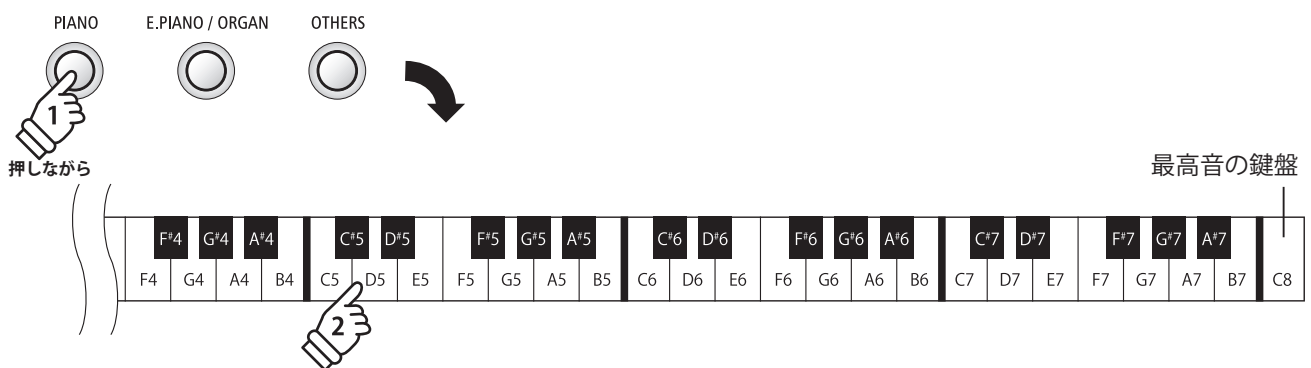 PIANO E.PIANO / ORGAN OTHERS
1
押しながら
最高音の鍵盤
F#4 G#4 A#4 C#5 D#5 F#5 G#5 A#5 C#6 D#6 F#6 G#6 A#6 C#7 D#7 F#7 G#7 A#7
F4 G4 A4 B4 C5 D5 E5 F5 G5 A5 B5 C6 D6 E6 F6 G6 A6 B6 C7 D7 E7 F7 G7 A7 B7 C8
2